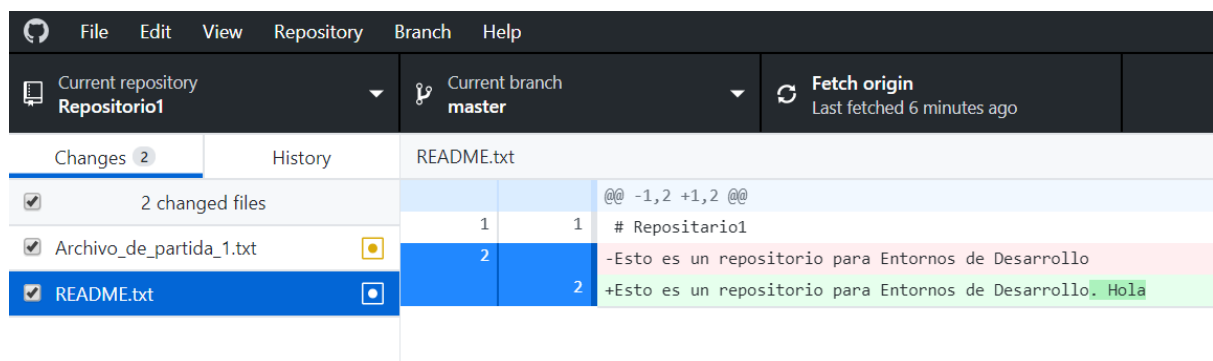 File Edit View Repository Branch Help
Current repository
Repositorio1
Current branch
master
Fetch origin
Last fetched 6 minutes ago
Changes 2 History
README.txt
2 changed files
Archivo_de_partida_1.txt
README.txt
@@ -1,2 +1,2 @@
1 1 # Repositario1
2 -Esto es un repositorio para Entornos de Desarrollo
2 +Esto es un repositorio para Entornos de Desarrollo. Hola